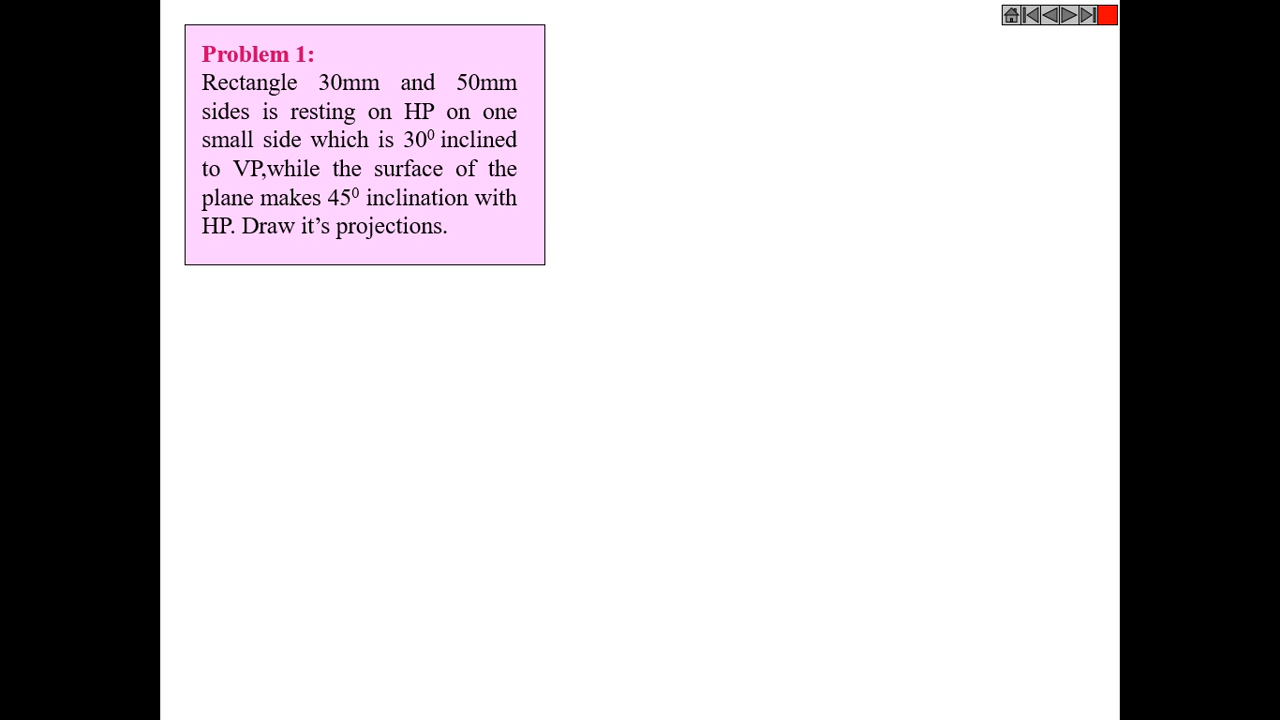 Problem 1:
Rectangle 30mm and 50mm
sides is resting on HP on one
small side which is 30⁰ inclined
to VP,while the surface of the
plane makes 45⁰ inclination with
HP. Draw it’s projections.